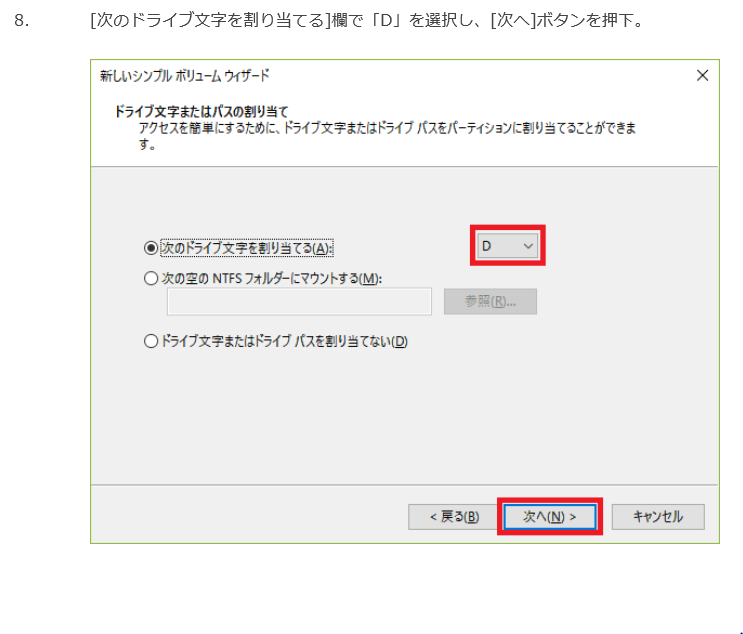 8. [次のドライブ文字を割り当てる]欄で「D」を選択し、[次へ]ボタンを押下。
新しいシンプル ボリューム ウィザード
ドライブ文字またはパスの割り当て
アクセスを簡単にするために、ドライブ文字またはドライブ パスをパーティションに割り当てることができま
す。
次のドライブ文字を割り当てる(A): D
次の空の NTFS フォルダーにマウントする(M):
参照(R)...
ドライブ文字またはドライブ パスを割り当てない(D)
< 戻る(B) 次へ(N) > キャンセル